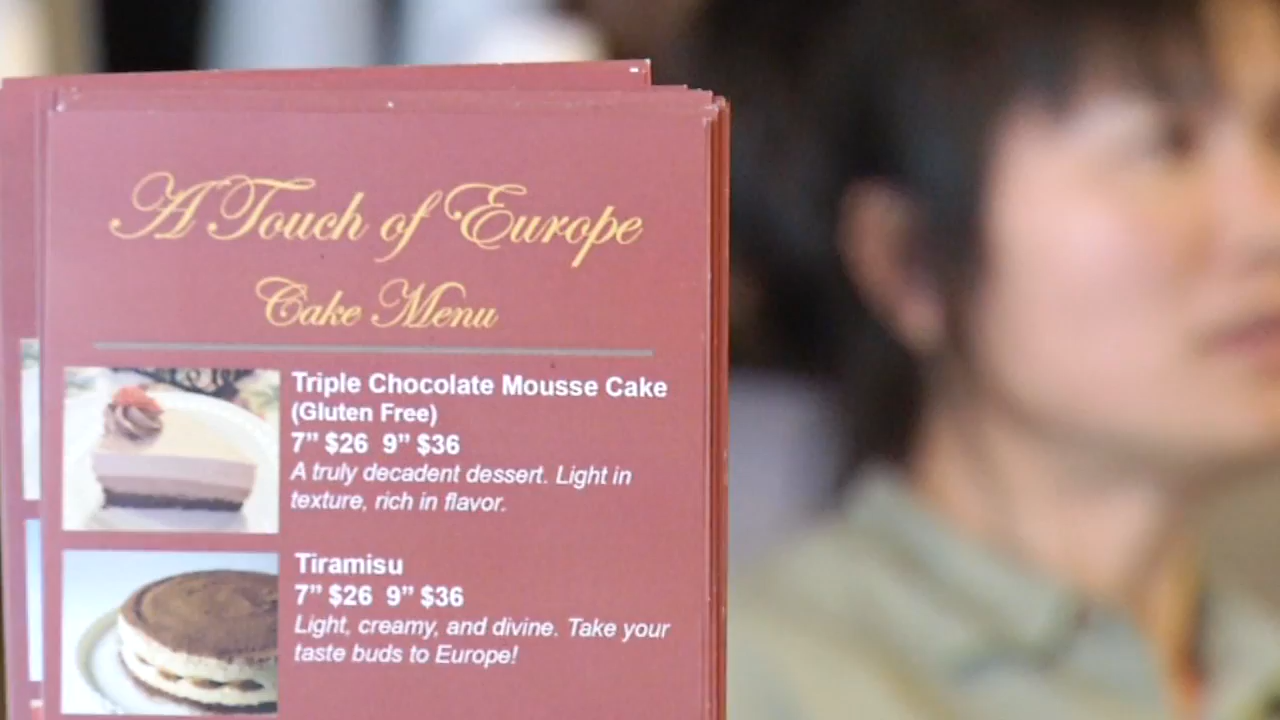 A Touch of Europe
Cake Menu
Triple Chocolate Mousse Cake
(Gluten Free)
7” $26  9” $36
A truly decadent dessert. Light in
texture, rich in flavor.
Tiramisu
7” $26  9” $36
Light, creamy, and divine. Take your
taste buds to Europe!